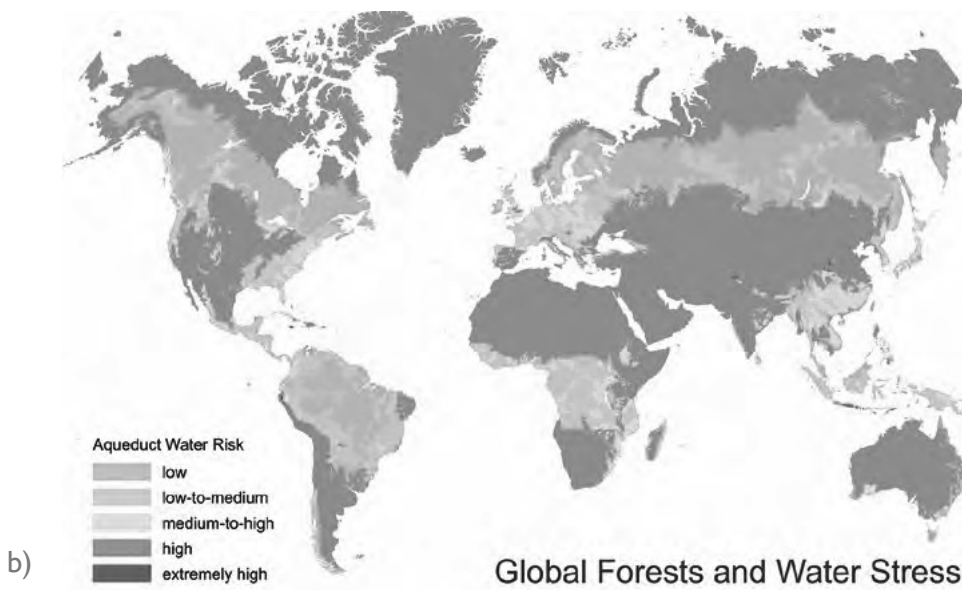 Aqueduct Water Risk
low
low-to-medium
medium-to-high
high
extremely high
b)
Global Forests and Water Stress